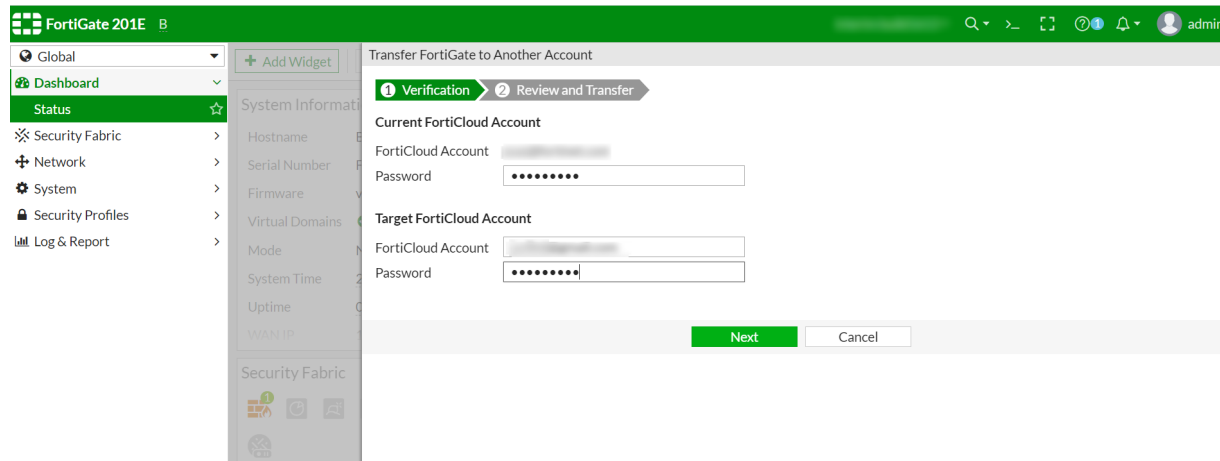 FortiGate 201E B
1 admin
Global
Dashboard
Status
Security Fabric
Network
System
Security Profiles
Log & Report
Add Widget
System Informati
Hostname
Serial Number
Firmware
Virtual Domains
Mode
System Time
Uptime
WAN IP
Security Fabric
1
Transfer FortiGate to Another Account
1 Verification 2 Review and Transfer
Current FortiCloud Account
FortiCloud Account
Password •••••••••
Target FortiCloud Account
FortiCloud Account
Password •••••••••
Next Cancel